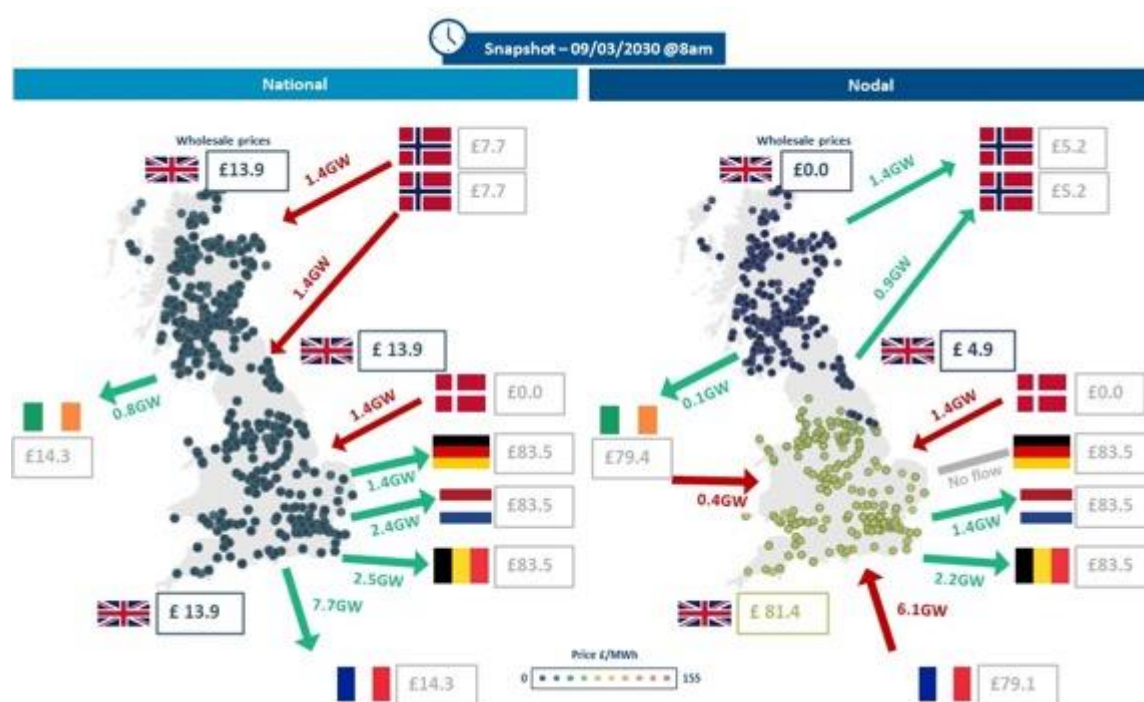 Snapshot – 09/03/2030 @8am
National
Wholesale prices
£13.9
£7.7
£7.7
1.4GW
1.4GW
£ 13.9
0.8GW
£14.3
1.4GW
£0.0
1.4GW
£83.5
2.4GW
£83.5
2.5GW
£83.5
£ 13.9
7.7GW
£14.3
Nodal
Wholesale prices
£0.0
£5.2
£5.2
1.4GW
0.9GW
£ 4.9
0.1GW
£79.4
0.4GW
1.4GW
£0.0
No flow
£83.5
1.4GW
£83.5
2.2GW
£83.5
£ 81.4
6.1GW
£79.1
Price £/MWh
0
155